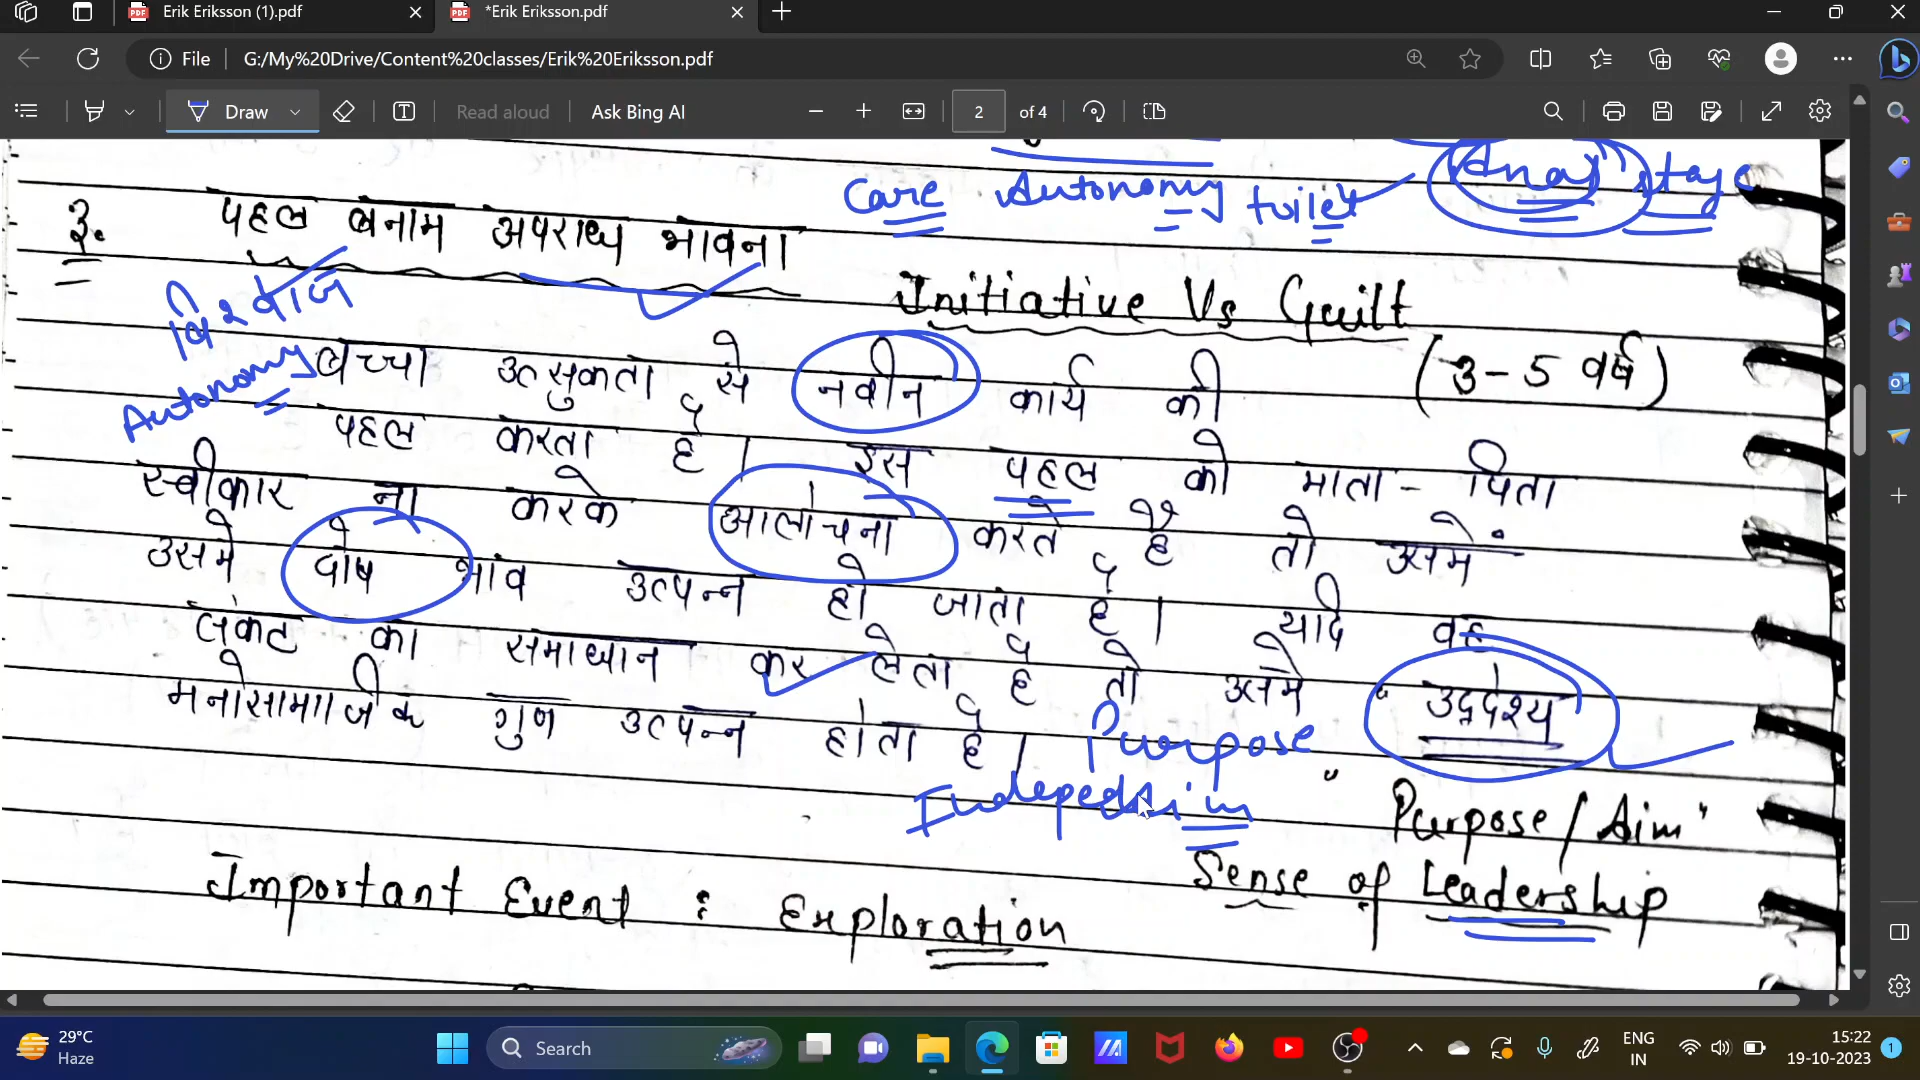 Erik Eriksson (1).pdf
*Erik Eriksson.pdf
File
G:/My%20Drive/Content%20classes/Erik%20Eriksson.pdf
Draw
Read aloud
Ask Bing AI
2 of 4
Care Autonomy stage
३. पहल बनाम अपराध भावना
Initiative Vs Guilt
Autonomy
(3-5 वर्ष)
बच्चा उत्सुकता से नवीन कार्य की
पहल करता है। इस पहल को माता-पिता
स्वीकार ना करके आलोचना करते है तो उसमें
उसमे दोष भाव उत्पन्न हो जाता है। यदि वह
संकट का समाधान कर लेता है तो उसमे "उद्देश्य"
मनोसामाजिक गुण उत्पन्न होता है।
Purpose
Purpose/Aim"
Sense of Leadership
Important Event : Exploration
29°C
Haze
Search
ENG
IN
15:22
19-10-2023
1